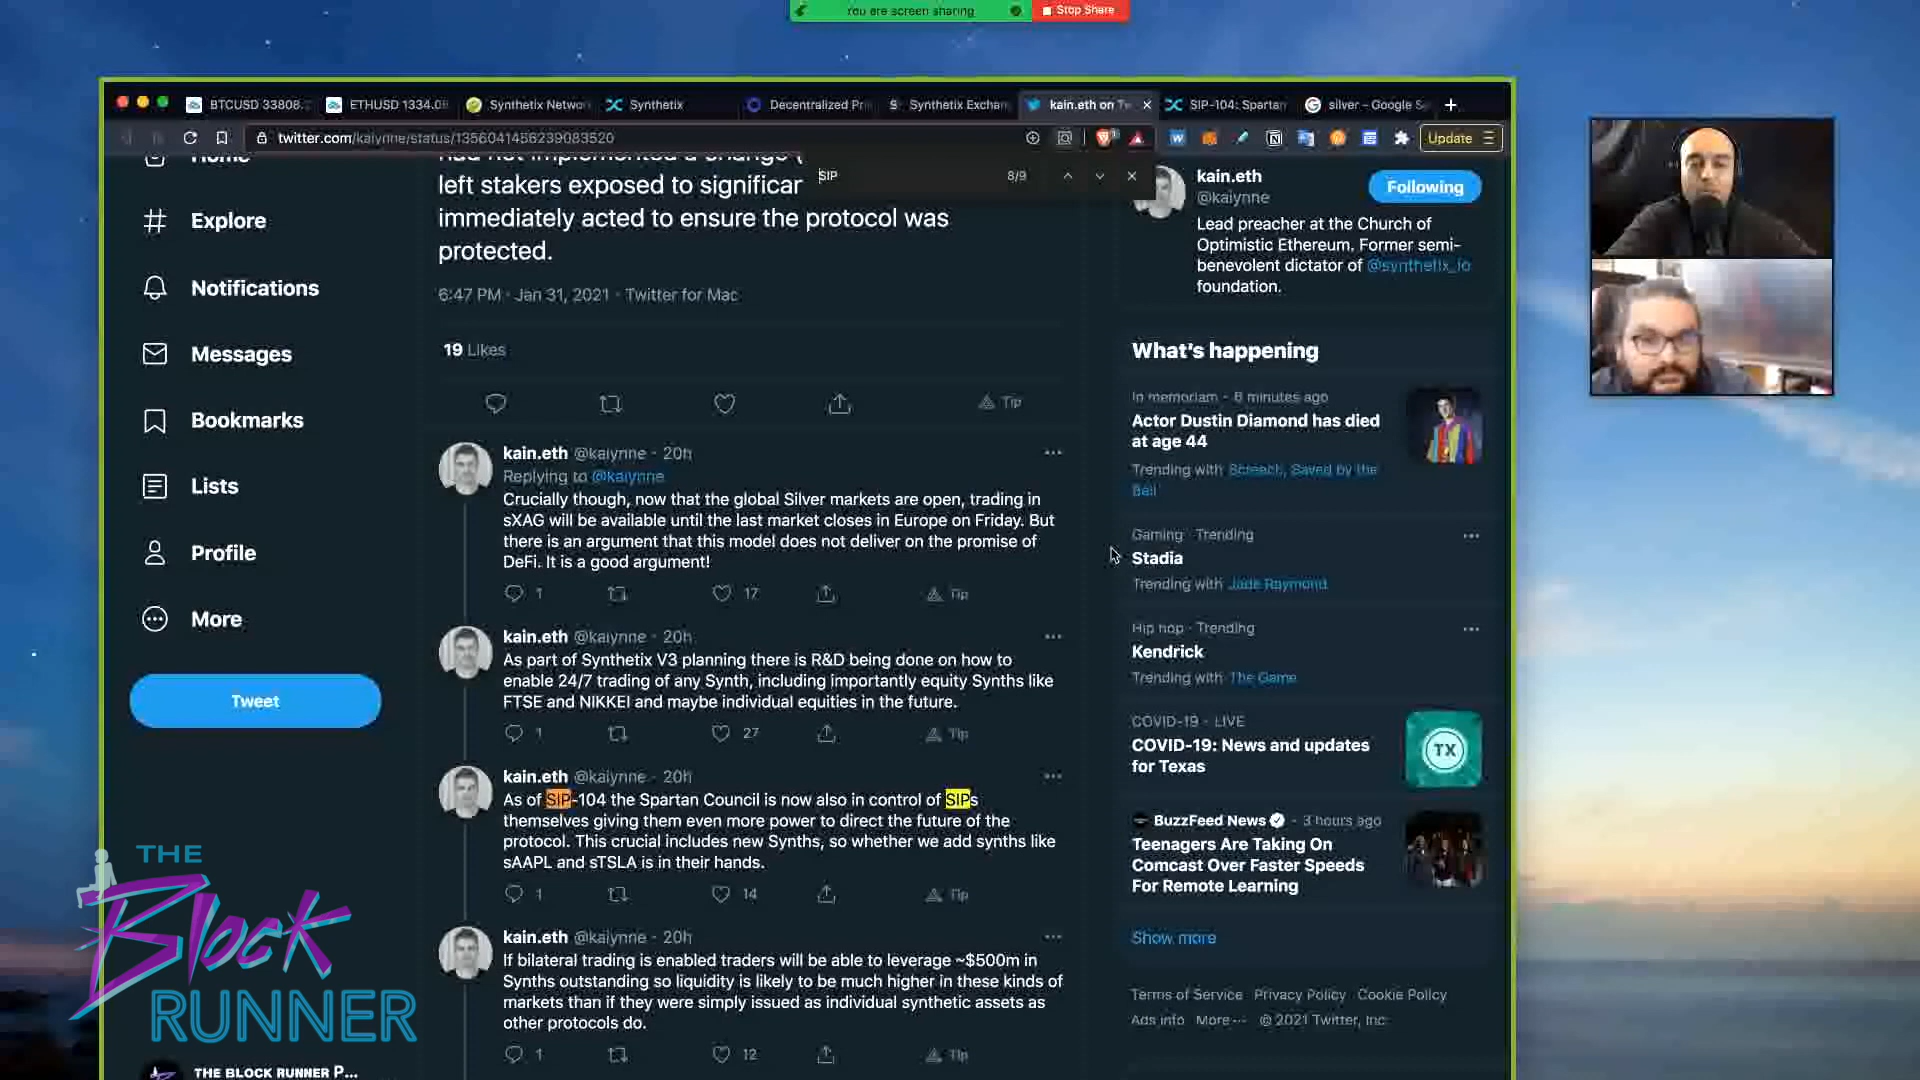 You are screen sharing
Stop Share
BTCUSD 33808.
ETHUSD 1334.0
Synthetix Netwo
Synthetix
Decentralized Pri
Synthetix Exchan
kain.eth on Tw
SIP-104: Spartan
silver - Google S
twitter.com/kaiynne/status/1356041456239083520
Update
SIP
8/9
Home
Explore
Notifications
Messages
Bookmarks
Lists
Profile
More
Tweet
had not implemented a change (
left stakers exposed to significan
immediately acted to ensure the protocol was
protected.
6:47 PM · Jan 31, 2021 · Twitter for Mac
19 Likes
Tip
kain.eth @kaiynne · 20h
Replying to @kaiynne
Crucially though, now that the global Silver markets are open, trading in
sXAG will be available until the last market closes in Europe on Friday. But
there is an argument that this model does not deliver on the promise of
DeFi. It is a good argument!
1 17 Tip
kain.eth @kaiynne · 20h
As part of Synthetix V3 planning there is R&D being done on how to
enable 24/7 trading of any Synth, including importantly equity Synths like
FTSE and NIKKEI and maybe individual equities in the future.
1 27 Tip
kain.eth @kaiynne · 20h
As of SIP-104 the Spartan Council is now also in control of SIPs
themselves giving them even more power to direct the future of the
protocol. This crucial includes new Synths, so whether we add synths like
sAAPL and sTSLA is in their hands.
1 14 Tip
kain.eth @kaiynne · 20h
If bilateral trading is enabled traders will be able to leverage ~$500m in
Synths outstanding so liquidity is likely to be much higher in these kinds of
markets than if they were simply issued as individual synthetic assets as
other protocols do.
1 12 Tip
kain.eth
@kaiynne
Following
Lead preacher at the Church of
Optimistic Ethereum. Former semi-
benevolent dictator of @synthetix_io
foundation.
What's happening
In memoriam · 6 minutes ago
Actor Dustin Diamond has died
at age 44
Trending with Screech, Saved by the
Bell
Gaming · Trending
Stadia
Trending with Jade Raymond
Hip hop · Trending
Kendrick
Trending with The Game
COVID-19 · LIVE
COVID-19: News and updates
for Texas
TX
BuzzFeed News · 3 hours ago
Teenagers Are Taking On
Comcast Over Faster Speeds
For Remote Learning
Show more
Terms of Service Privacy Policy Cookie Policy
Ads info More ··· © 2021 Twitter, Inc.
THE
Block
RUNNER
THE BLOCK RUNNER P...